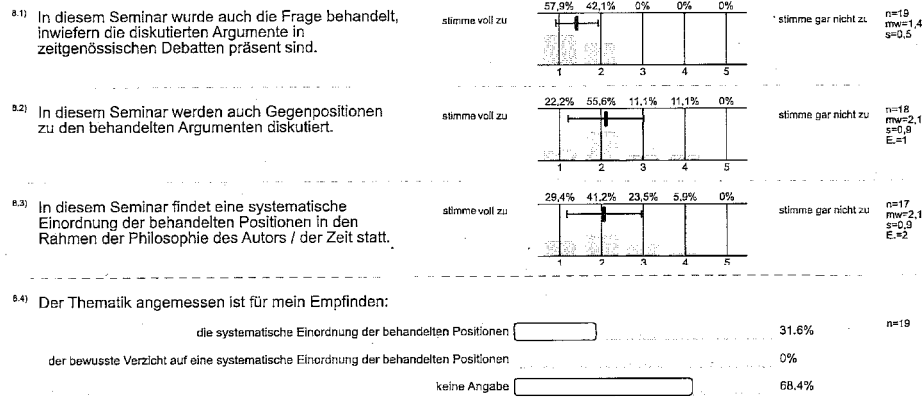 8.1) In diesem Seminar wurde auch die Frage behandelt,
inwiefern die diskutierten Argumente in
zeitgenössischen Debatten präsent sind.
stimme voll zu
57,9% 42,1% 0% 0% 0%
1 2 3 4 5
stimme gar nicht zu
n=19
mw=1,4
s=0,5
8.2) In diesem Seminar werden auch Gegenpositionen
zu den behandelten Argumenten diskutiert.
stimme voll zu
22,2% 55,6% 11,1% 11,1% 0%
1 2 3 4 5
stimme gar nicht zu
n=18
mw=2,1
s=0,9
E.=1
8.3) In diesem Seminar findet eine systematische
Einordnung der behandelten Positionen in den
Rahmen der Philosophie des Autors / der Zeit statt.
stimme voll zu
29,4% 41,2% 23,5% 5,9% 0%
1 2 3 4 5
stimme gar nicht zu
n=17
mw=2,1
s=0,9
E.=2
8.4) Der Thematik angemessen ist für mein Empfinden:
die systematische Einordnung der behandelten Positionen 31.6%
n=19
der bewusste Verzicht auf eine systematische Einordnung der behandelten Positionen 0%
keine Angabe 68.4%